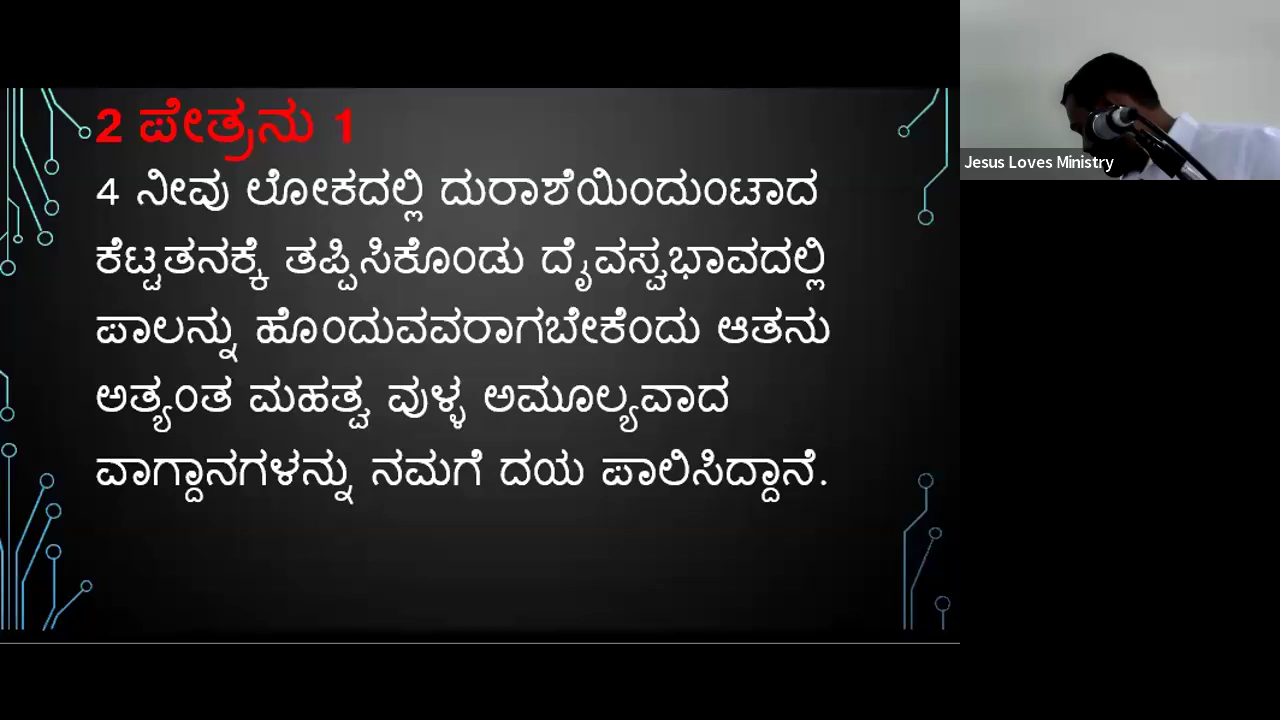 2 ಪೇತ್ರನು 1
4 ನೀವು ಲೋಕದಲ್ಲಿ ದುರಾಶೆಯಿಂದುಂಟಾದ
ಕೆಟ್ಟತನಕ್ಕೆ ತಪ್ಪಿಸಿಕೊಂಡು ದೈವಸ್ವಭಾವದಲ್ಲಿ
ಪಾಲನ್ನು ಹೊಂದುವವರಾಗಬೇಕೆಂದು ಆತನು
ಅತ್ಯಂತ ಮಹತ್ವ ವುಳ್ಳ ಅಮೂಲ್ಯವಾದ
ವಾಗ್ದಾನಗಳನ್ನು ನಮಗೆ ದಯ ಪಾಲಿಸಿದ್ದಾನೆ.
Jesus Loves Ministry